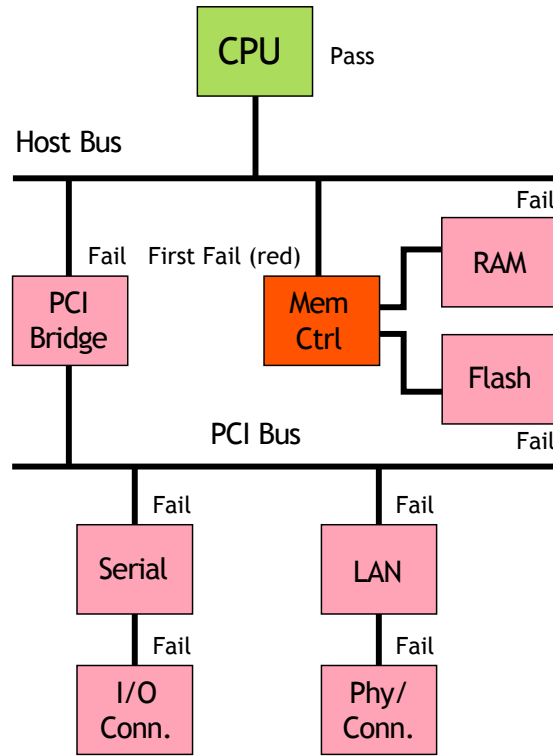 CPU
Pass
Host Bus
Fail
Fail
First Fail (red)
RAM
PCI
Bridge
Mem
Ctrl
Flash
Fail
PCI Bus
Fail
Fail
Serial
LAN
Fail
Fail
I/O
Conn.
Phy/
Conn.